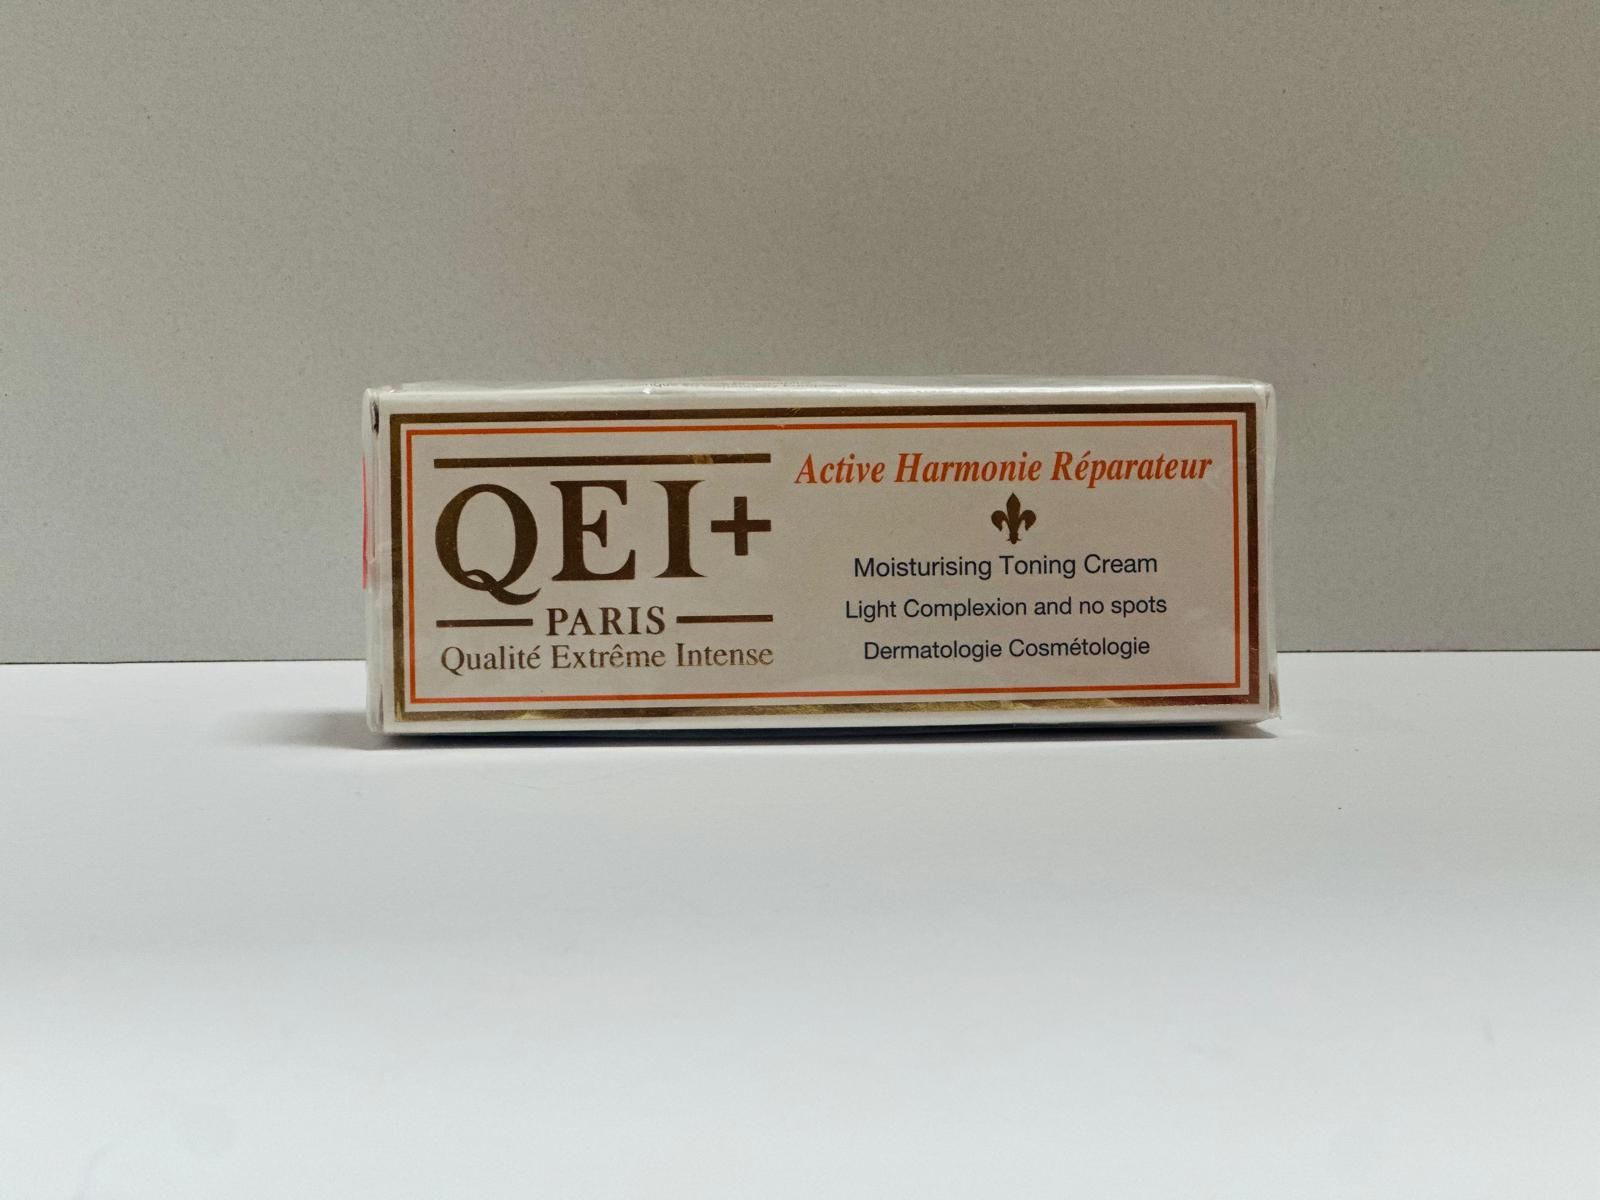 QEI+
PARIS
Qualité Extrême Intense
Active Harmonie Réparateur
Moisturising Toning Cream
Light Complexion and no spots
Dermatologie Cosmétologie